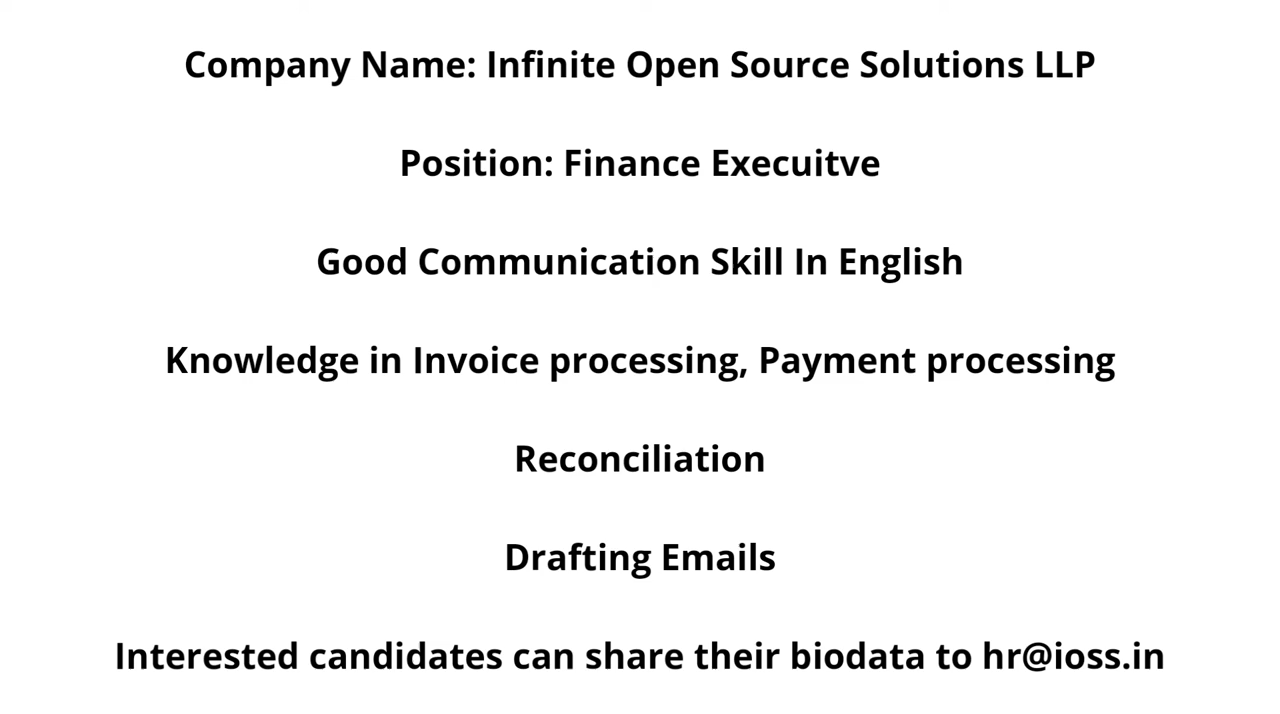 Company Name: Infinite Open Source Solutions LLP
Position: Finance Execuitve
Good Communication Skill In English
Knowledge in Invoice processing, Payment processing
Reconciliation
Drafting Emails
Interested candidates can share their biodata to hr@ioss.in